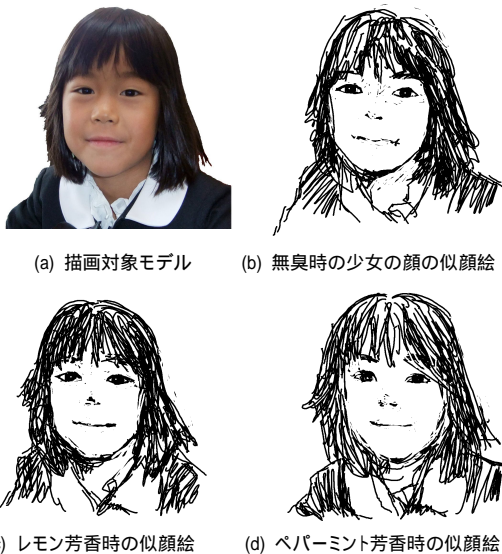 (a) 描画対象モデル
(b) 無臭時の少女の顔の似顔絵
) レモン芳香時の似顔絵
(d) ペパーミント芳香時の似顔絵